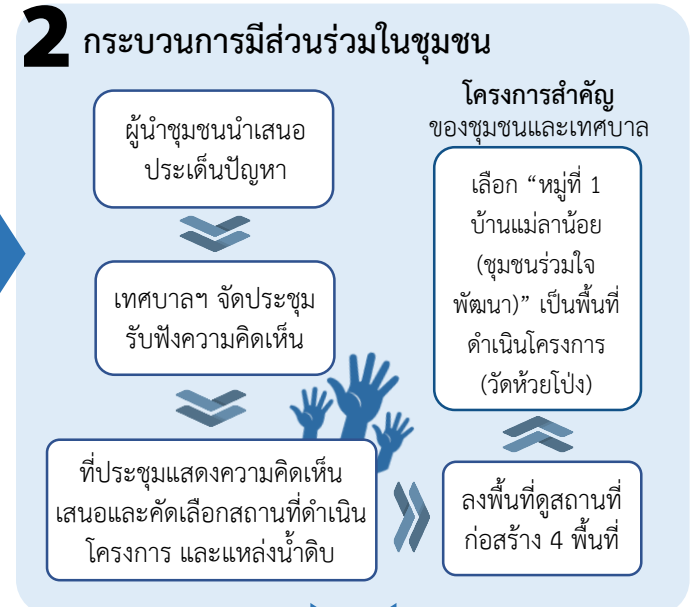 2 กระบวนการมีส่วนร่วมในชุมชน
ผู้นำชุมชนนำเสนอ
ประเด็นปัญหา
เทศบาลฯ จัดประชุม
รับฟังความคิดเห็น
ที่ประชุมแสดงความคิดเห็น
เสนอและคัดเลือกสถานที่ดำเนิน
โครงการ และแหล่งน้ำดิบ
ลงพื้นที่ดูสถานที่
ก่อสร้าง 4 พื้นที่
โครงการสำคัญ
ของชุมชนและเทศบาล
เลือก “หมู่ที่ 1
บ้านแม่ลาน้อย
(ชุมชนร่วมใจ
พัฒนา)” เป็นพื้นที่
ดำเนินโครงการ
(วัดห้วยโป่ง)